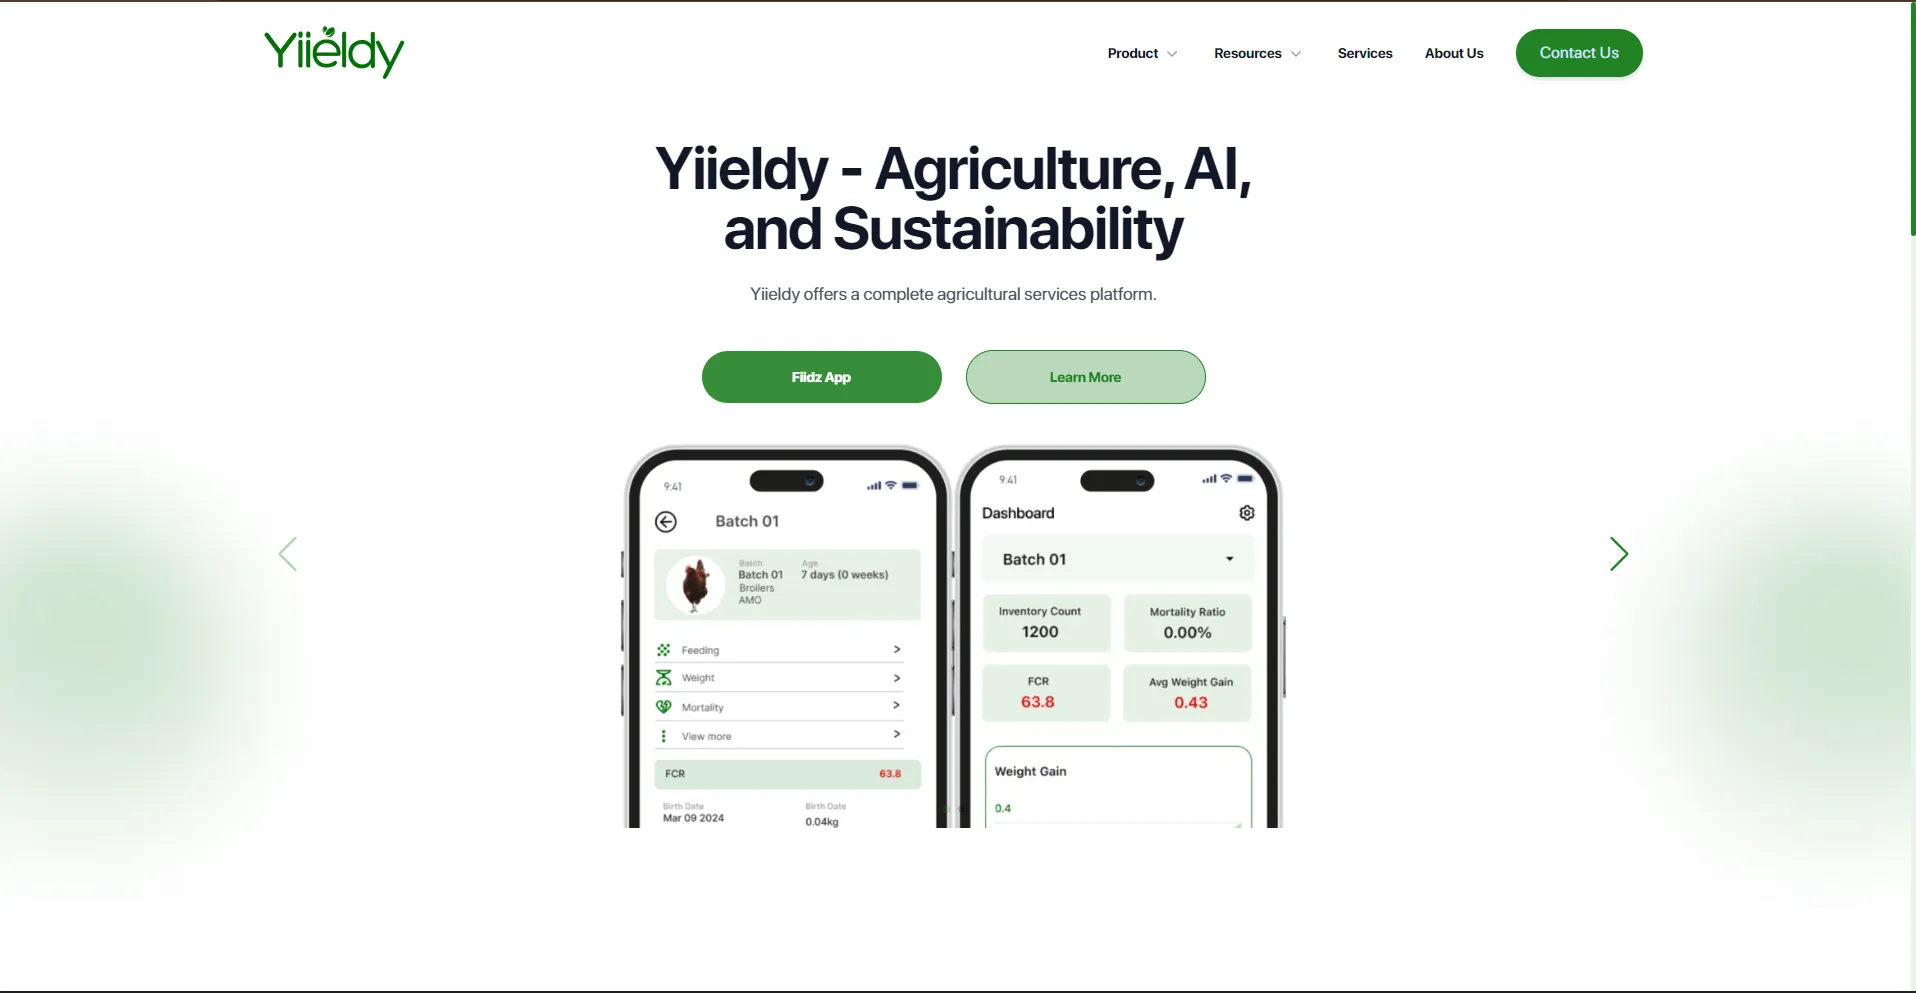 Yiieldy
Product
Resources
Services
About Us
Contact Us
Yiieldy - Agriculture, AI,
and Sustainability
Yiieldy offers a complete agricultural services platform.
Fiidz App
Learn More
9:41
Batch 01
Batch
Age
Batch 01
7 days (0 weeks)
Broilers
AMO
Feeding
Weight
Mortality
View more
FCR
63.8
Birth Date
Birth Date
Mar 09 2024
0.04kg
9:41
Dashboard
Batch 01
Inventory Count
1200
Mortality Ratio
0.00%
FCR
63.8
Avg Weight Gain
0.43
Weight Gain
0.4